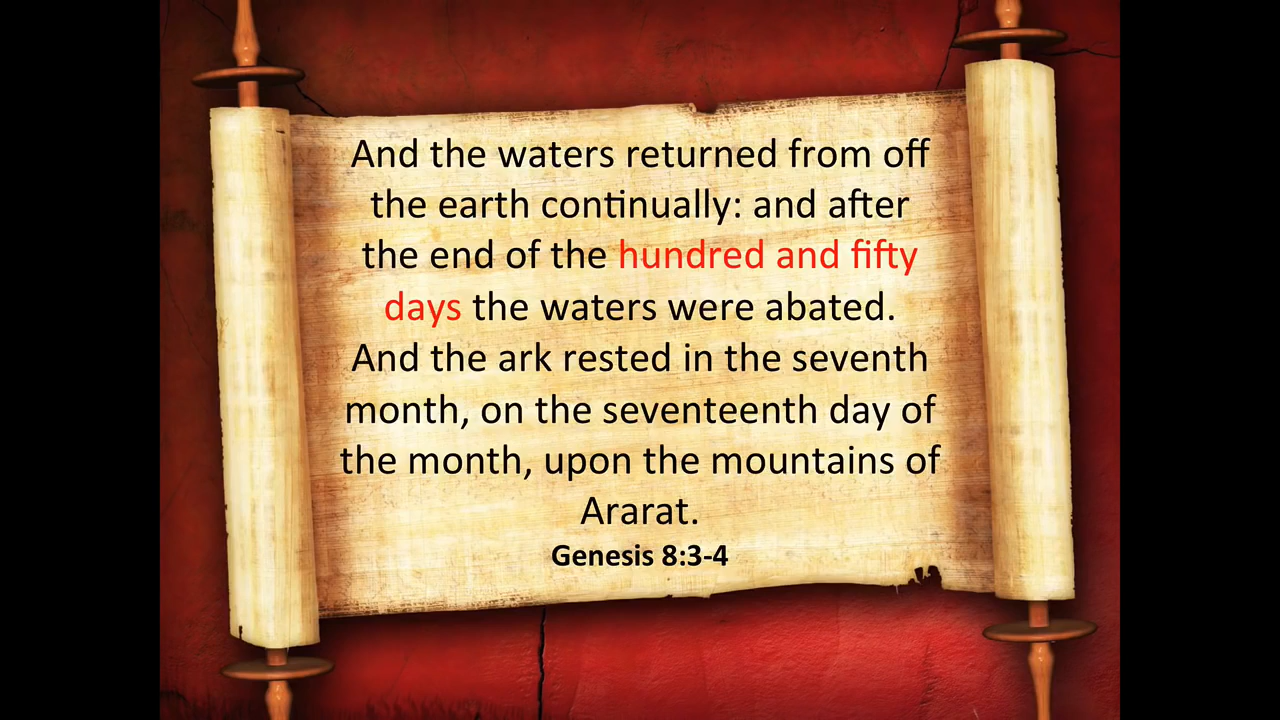 And the waters returned from off
the earth continually: and after
the end of the hundred and fifty
days the waters were abated.
And the ark rested in the seventh
month, on the seventeenth day of
the month, upon the mountains of
Ararat.
Genesis 8:3-4